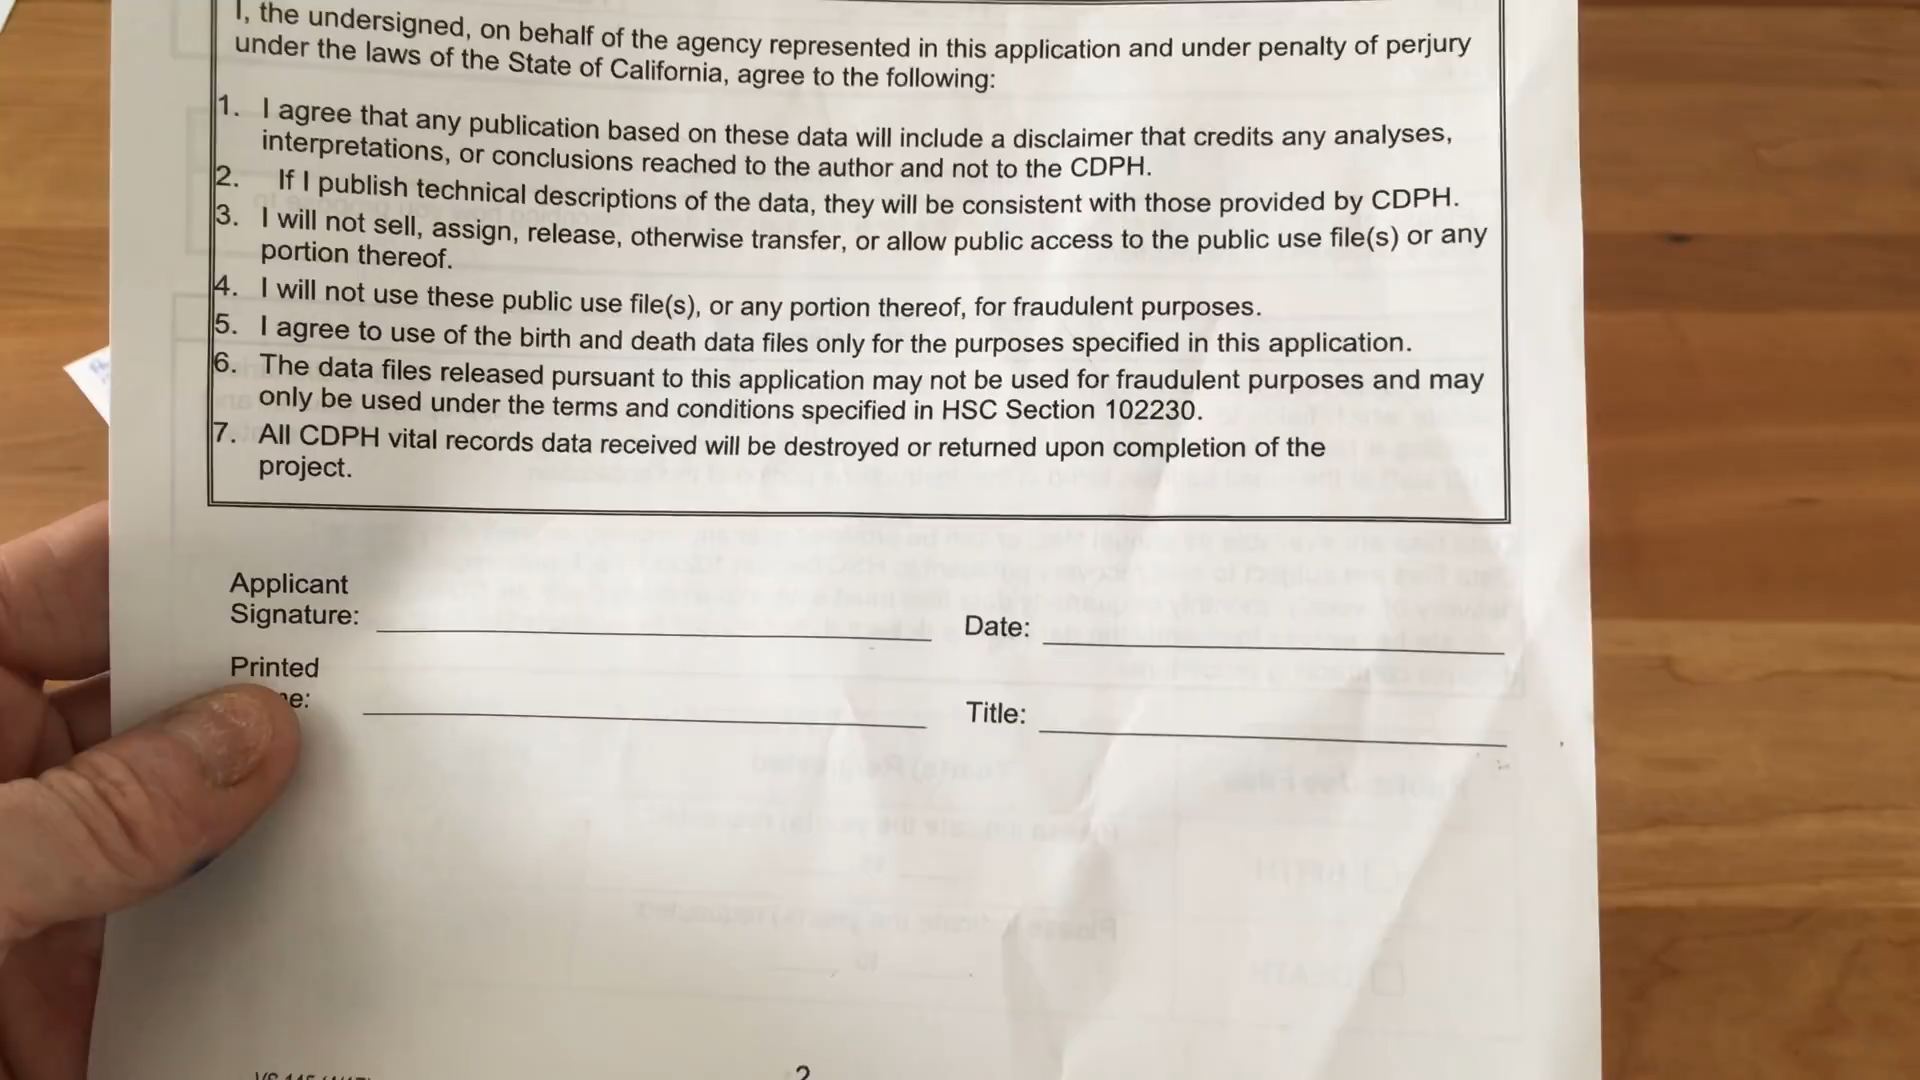 I, the undersigned, on behalf of the agency represented in this application and under penalty of perjury
under the laws of the State of California, agree to the following:
1. I agree that any publication based on these data will include a disclaimer that credits any analyses,
interpretations, or conclusions reached to the author and not to the CDPH.
2. If I publish technical descriptions of the data, they will be consistent with those provided by CDPH.
3. I will not sell, assign, release, otherwise transfer, or allow public access to the public use file(s) or any
portion thereof.
4. I will not use these public use file(s), or any portion thereof, for fraudulent purposes.
5. I agree to use of the birth and death data files only for the purposes specified in this application.
6. The data files released pursuant to this application may not be used for fraudulent purposes and may
only be used under the terms and conditions specified in HSC Section 102230.
7. All CDPH vital records data received will be destroyed or returned upon completion of the
project.
Applicant
Signature: Date:
Printed
Title: